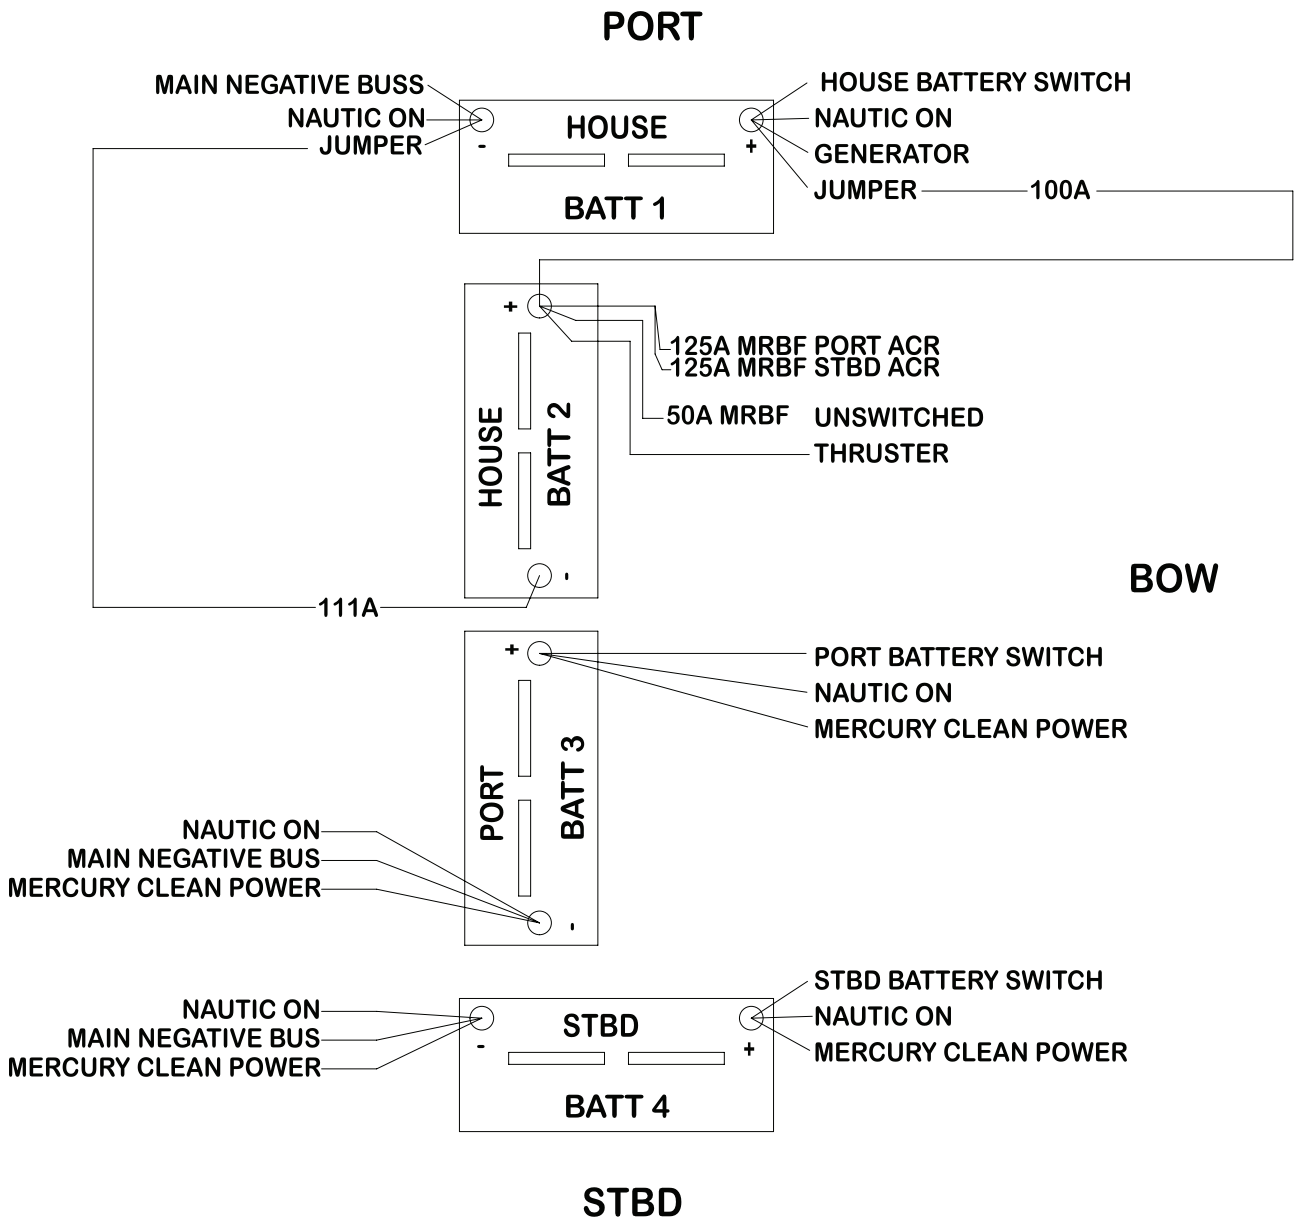 PORT
MAIN NEGATIVE BUSS
NAUTIC ON
JUMPER
HOUSE
- +
BATT 1
HOUSE BATTERY SWITCH
NAUTIC ON
GENERATOR
JUMPER 100A
+
HOUSE
BATT 2
-
125A MRBF PORT ACR
125A MRBF STBD ACR
50A MRBF UNSWITCHED
THRUSTER
BOW
111A
+
PORT
BATT 3
-
PORT BATTERY SWITCH
NAUTIC ON
MERCURY CLEAN POWER
NAUTIC ON
MAIN NEGATIVE BUS
MERCURY CLEAN POWER
NAUTIC ON
MAIN NEGATIVE BUS
MERCURY CLEAN POWER
STBD
- +
BATT 4
STBD BATTERY SWITCH
NAUTIC ON
MERCURY CLEAN POWER
STBD